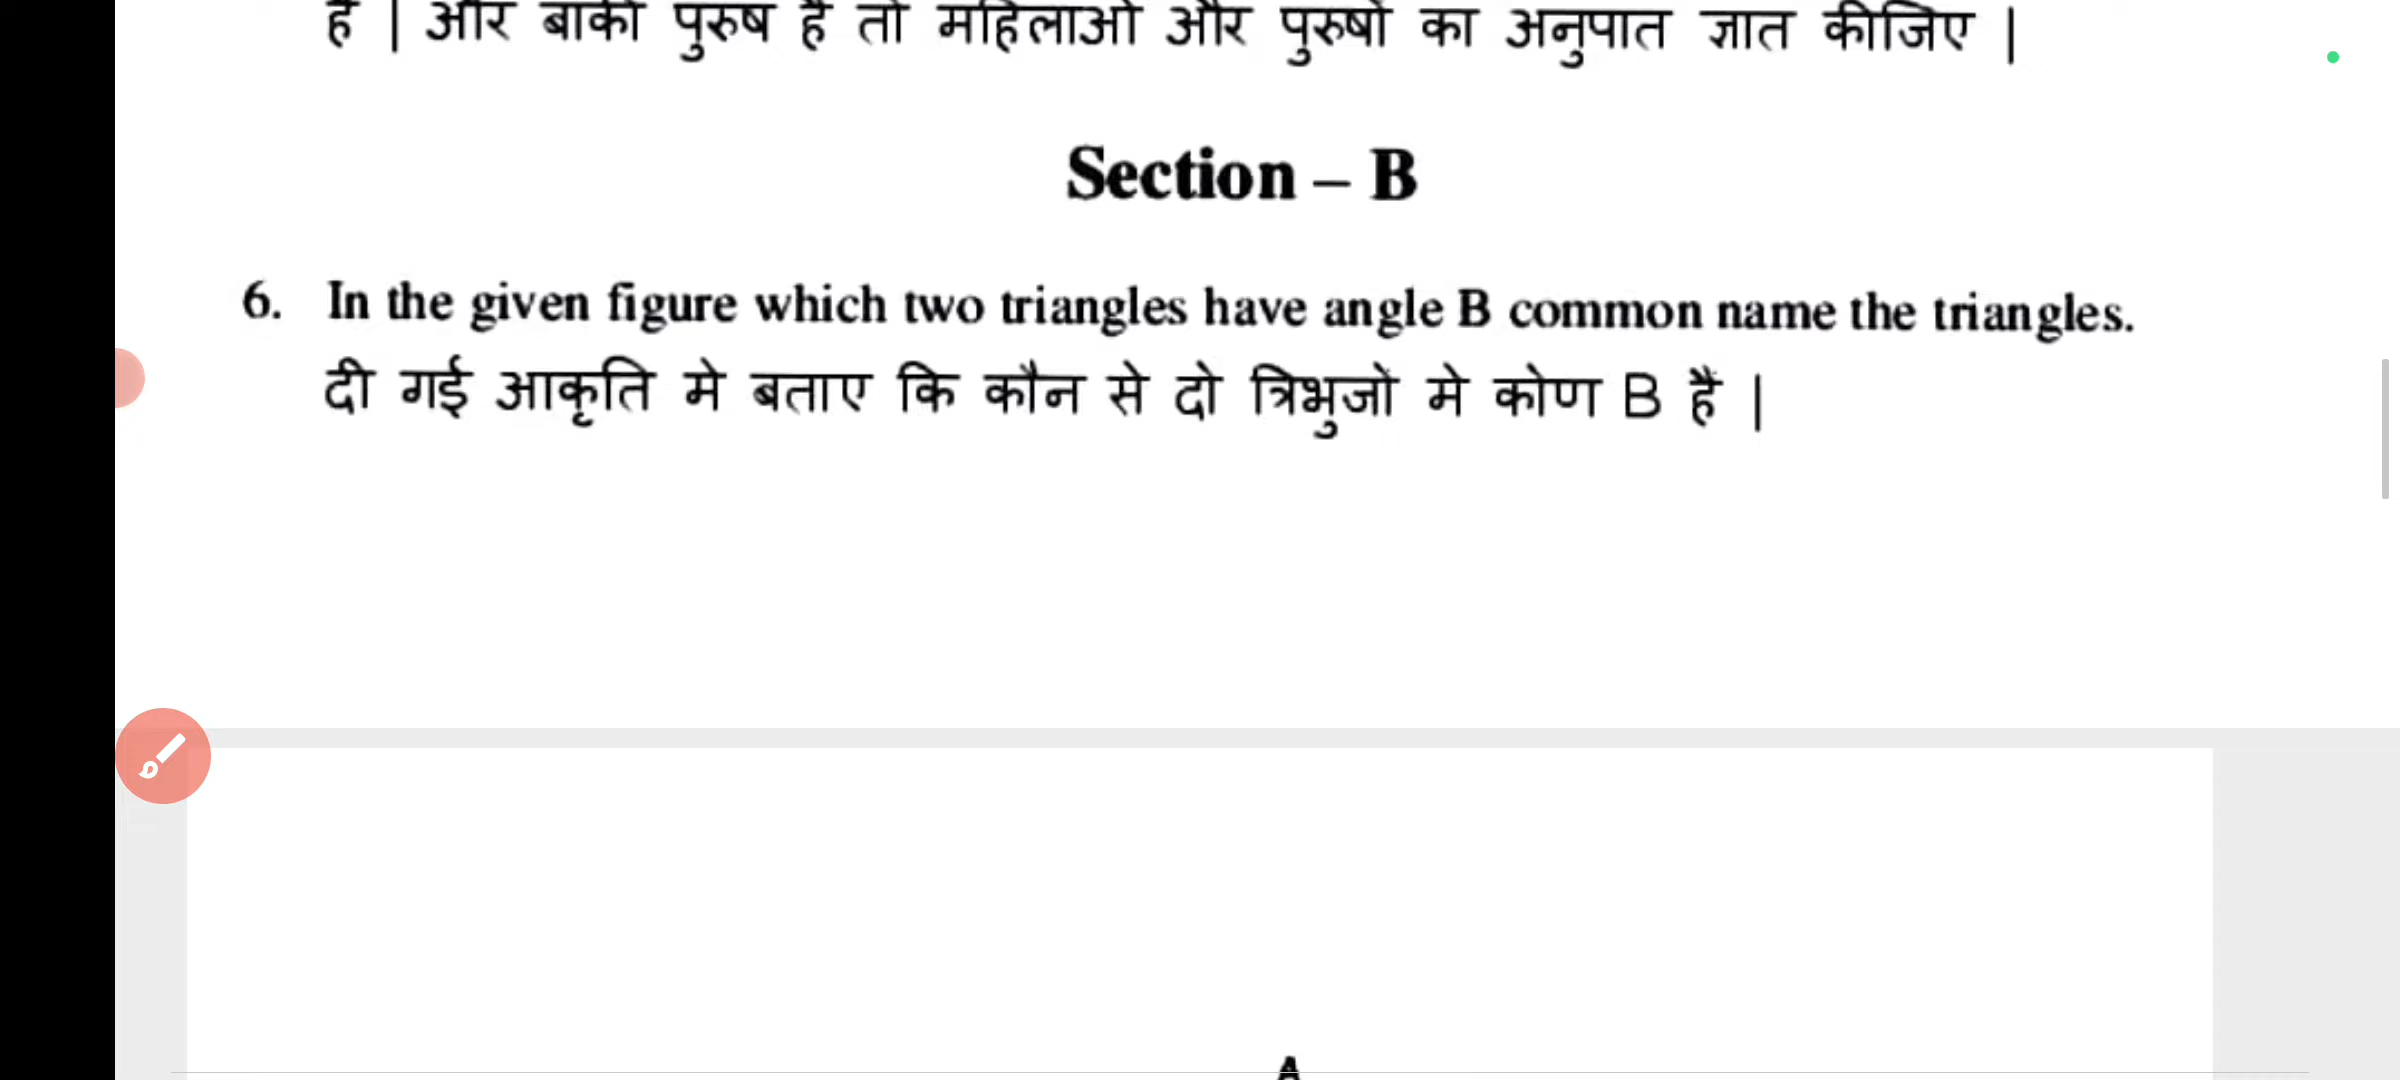 है | और बाकी पुरुष है तो महिलाओ और पुरुषो का अनुपात ज्ञात कीजिए |
Section – B
6. In the given figure which two triangles have angle B common name the triangles.
दी गई आकृति मे बताए कि कौन से दो त्रिभुजो मे कोण B है |
A